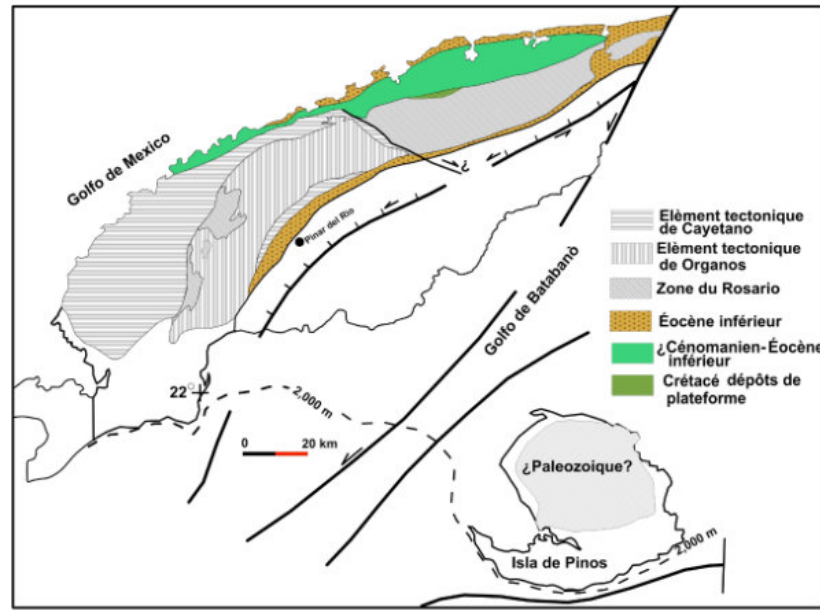 Golfo de Mexico
¿
Pinar del Rio
Golfo de Batabanò
Elèment tectonique
de Cayetano
Elèment tectonique
de Organos
Zone du Rosario
Éocène inférieur
¿Cénomanien-Éocène
inférieur
Crétacé dépôts de
plateforme
22°
2,000 m
0 20 km
¿Paleozoique?
Isla de Pinos
2,000 m